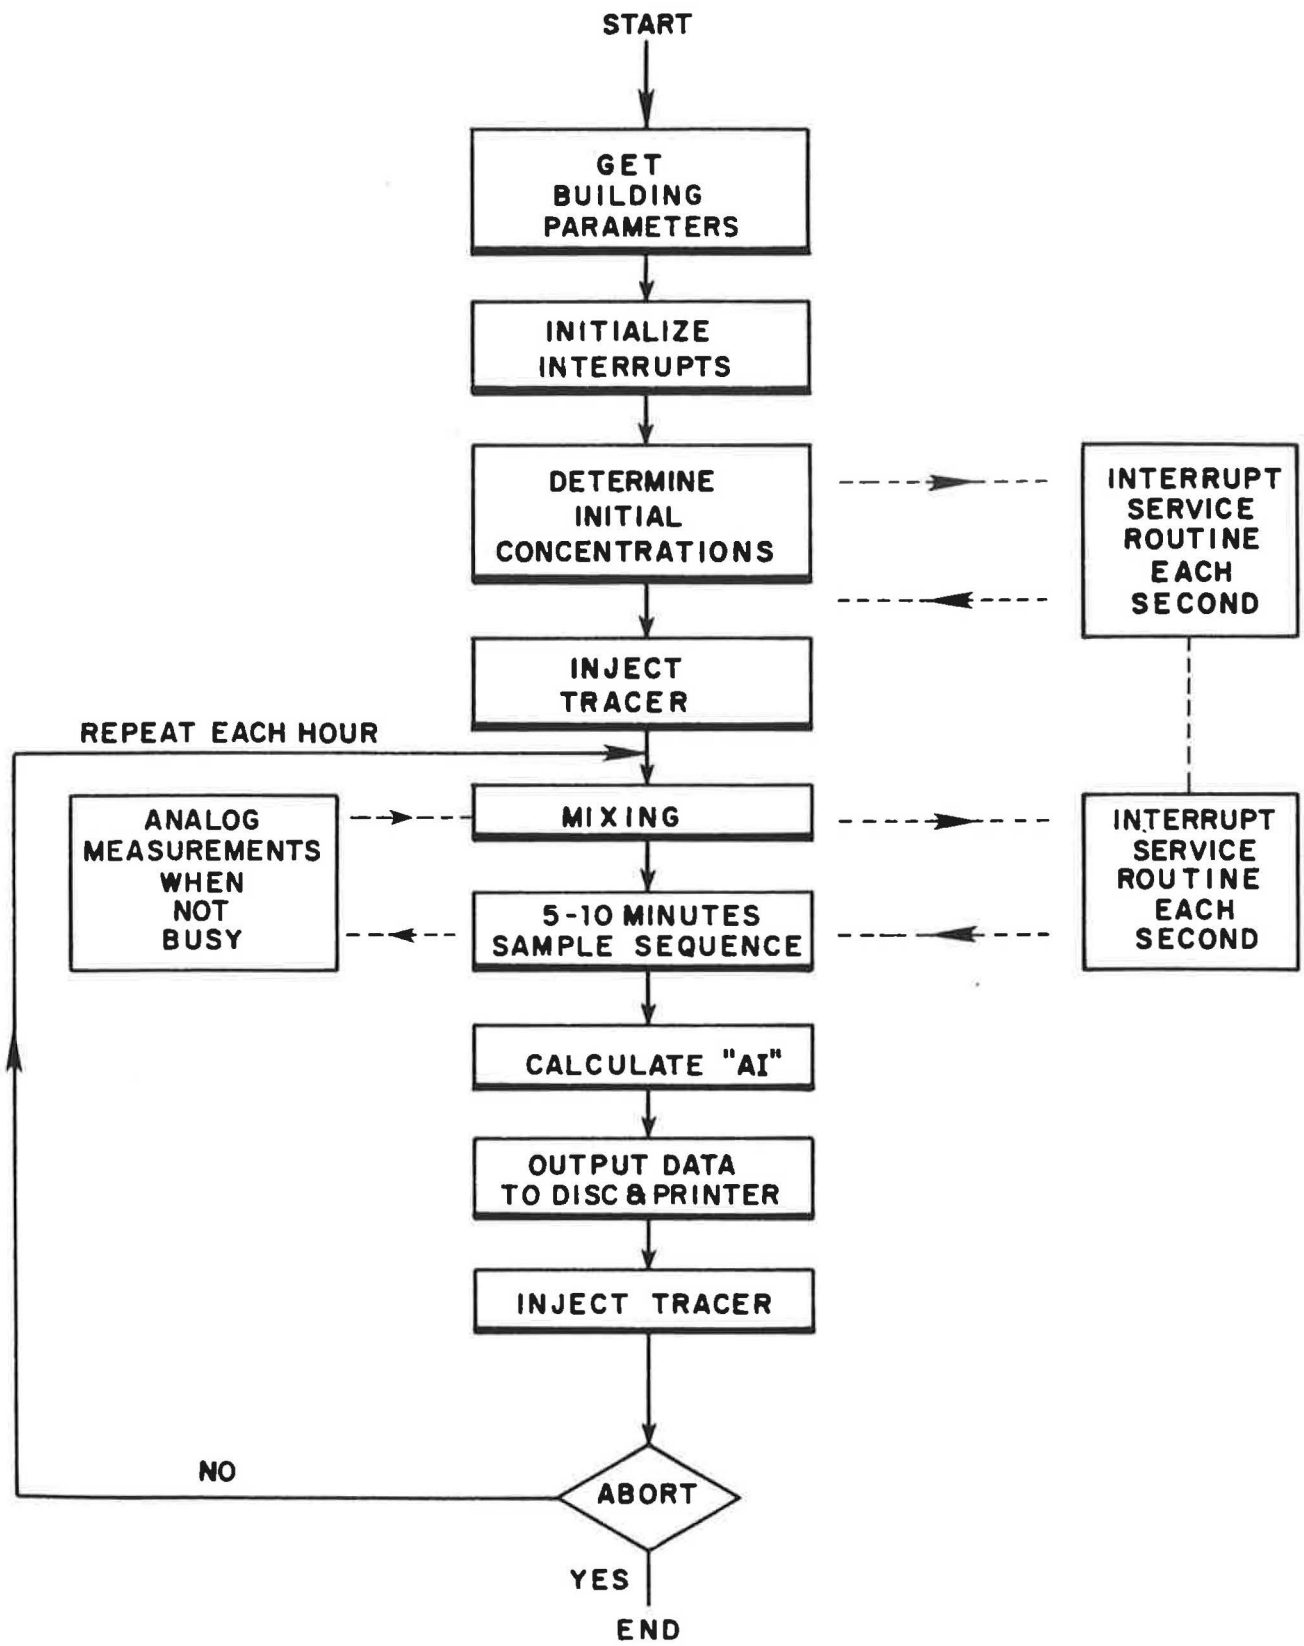 START
GET
BUILDING
PARAMETERS
INITIALIZE
INTERRUPTS
DETERMINE
INITIAL
CONCENTRATIONS
INTERRUPT
SERVICE
ROUTINE
EACH
SECOND
INJECT
TRACER
REPEAT EACH HOUR
ANALOG
MEASUREMENTS
WHEN
NOT
BUSY
MIXING
INTERRUPT
SERVICE
ROUTINE
EACH
SECOND
5-10 MINUTES
SAMPLE SEQUENCE
CALCULATE "AI"
OUTPUT DATA
TO DISC & PRINTER
INJECT TRACER
NO
ABORT
YES
END